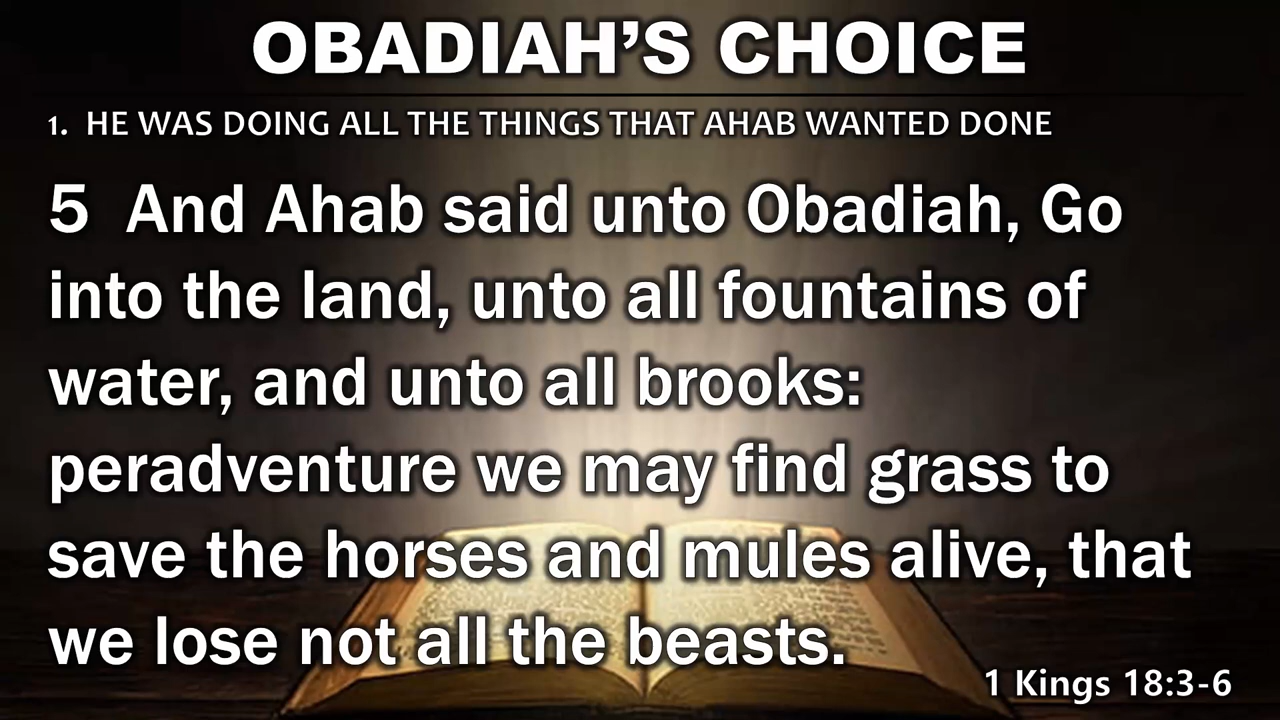 OBADIAH’S CHOICE
1. HE WAS DOING ALL THE THINGS THAT AHAB WANTED DONE
5 And Ahab said unto Obadiah, Go
into the land, unto all fountains of
water, and unto all brooks:
peradventure we may find grass to
save the horses and mules alive, that
we lose not all the beasts.
1 Kings 18:3-6